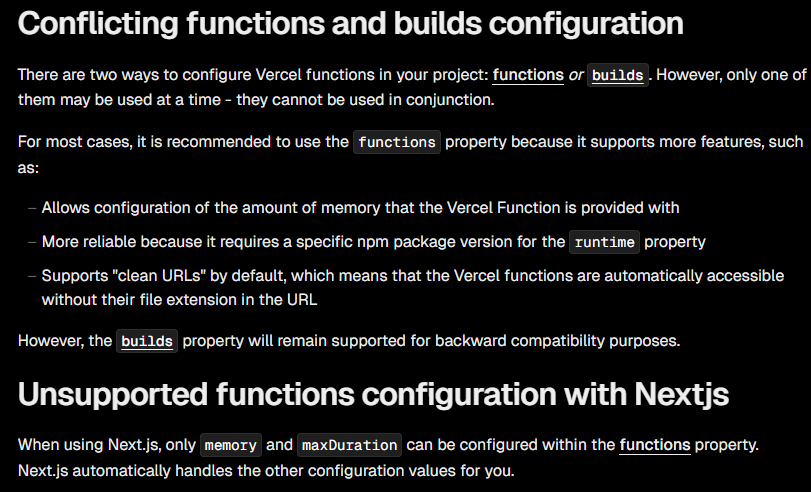 Conflicting functions and builds configuration
There are two ways to configure Vercel functions in your project: functions or builds. However, only one of
them may be used at a time - they cannot be used in conjunction.
For most cases, it is recommended to use the functions property because it supports more features, such
as:
– Allows configuration of the amount of memory that the Vercel Function is provided with
– More reliable because it requires a specific npm package version for the runtime property
– Supports "clean URLs" by default, which means that the Vercel functions are automatically accessible
without their file extension in the URL
However, the builds property will remain supported for backward compatibility purposes.
Unsupported functions configuration with Nextjs
When using Next.js, only memory and maxDuration can be configured within the functions property.
Next.js automatically handles the other configuration values for you.